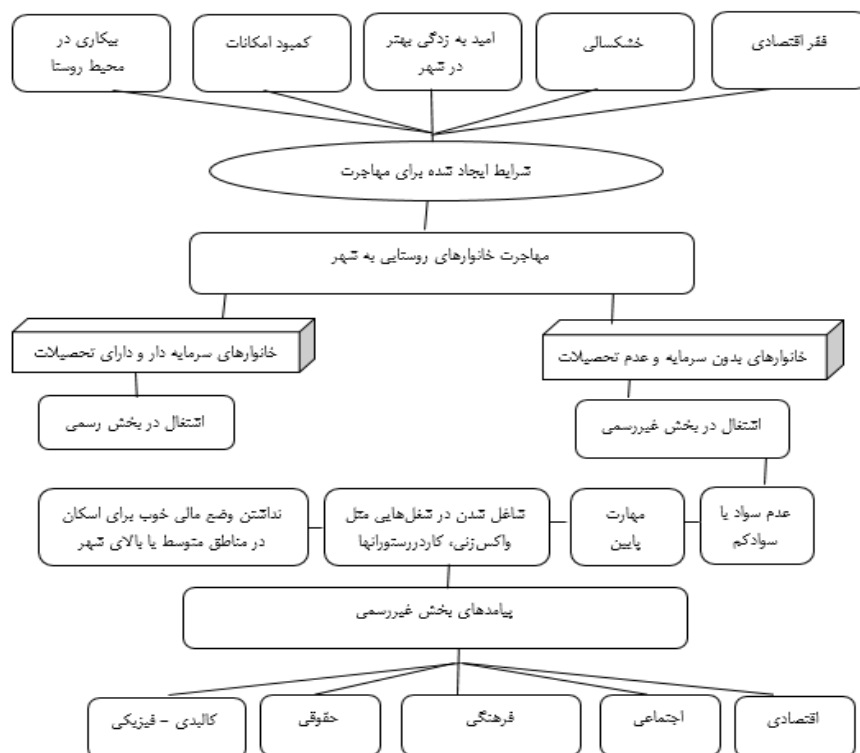 فقر اقتصادی
خشکسالی
امید به زدگی بهتر
در شهر
کمبود امکانات
بیکاری در
محیط روستا
شرایط ایجاد شده برای مهاجرت
مهاجرت خانوارهای روستایی به شهر
خانوارهای بدون سرمایه و عدم تحصیلات
خانوارهای سرمایه دار و دارای تحصیلات
اشتغال در بخش غیررسمی
اشتغال در بخش رسمی
عدم سواد یا
سوادکم
مهارت
پایین
شاغل شدن در شغل‌هایی مثل
واکس‌زنی، کاردررستورانها
نداشتن وضع مالی خوب برای اسکان
در مناطق متوسط یا بالای شهر
پیامدهای بخش غیررسمی
اقتصادی
اجتماعی
فرهنگی
حقوقی
کالبدی - فیزیکی